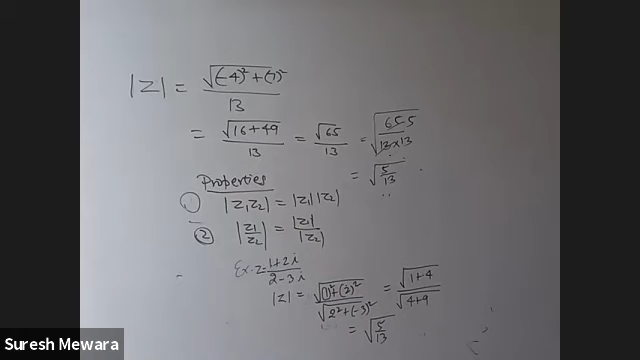 |Z| = √(-4)² + (7)² / 13
= √16 + 49 / 13 = √65 / 13 = √65 5 / 13 x 13
= √5/13
Properties
① |Z₁Z₂| = |Z₁| |Z₂|
② |Z₁/Z₂| = |Z₁| / |Z₂|
Ex. z = 1+2i / 2-3i
|Z| = √(1)² + (2)² / √2² + (-3)² = √1+4 / √4+9
= √5/13
Suresh Mewara